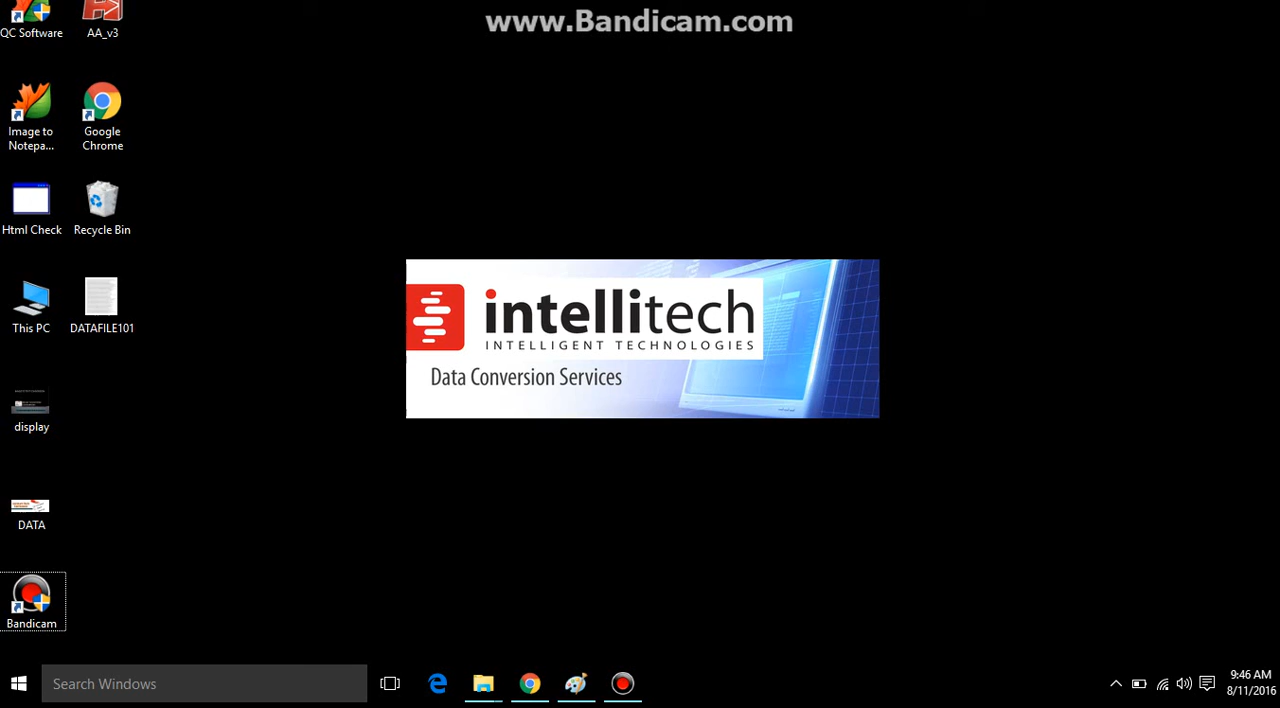 www.Bandicam.com
QC Software
AA_v3
Image to
Notepa...
Google
Chrome
Html Check
Recycle Bin
This PC
DATAFILE101
intellitech
INTELLIGENT TECHNOLOGIES
Data Conversion Services
display
DATA
Bandicam
Search Windows
9:46 AM
8/11/2016